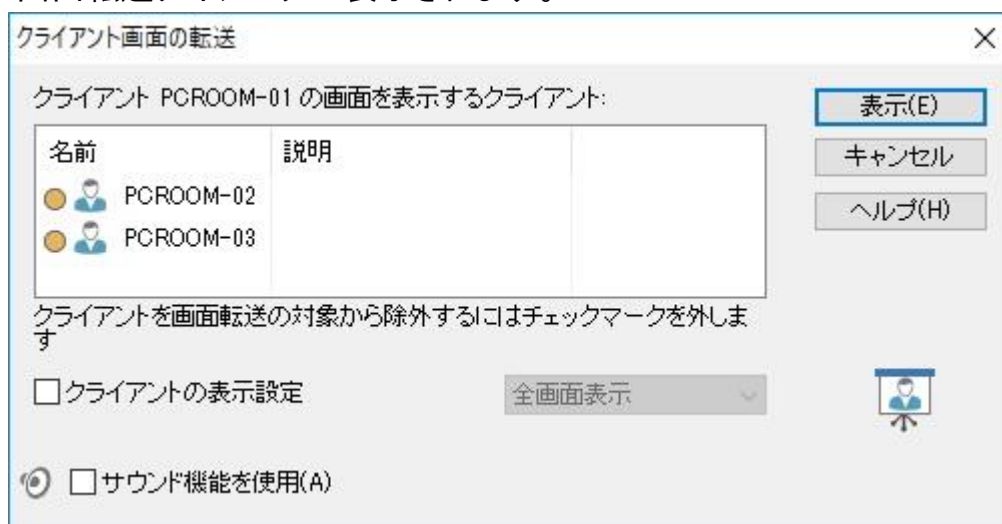 クライアント画面の転送
クライアント PCROOM-01 の画面を表示するクライアント:
表示(E)
名前 説明
キャンセル
PCROOM-02
ヘルプ(H)
PCROOM-03
クライアントを画面転送の対象から除外するにはチェックマークを外しま
す
クライアントの表示設定 全画面表示
サウンド機能を使用(A)